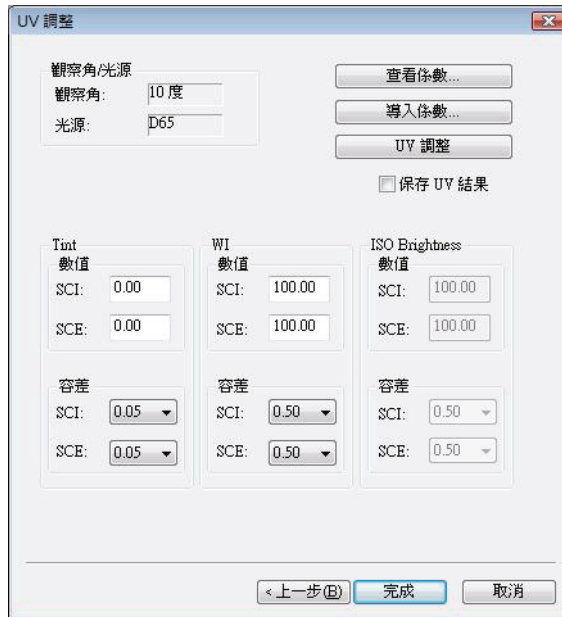 UV 調整
觀察角/光源
觀察角: 10 度
光源: D65
查看係數...
導入係數...
UV 調整
保存 UV 結果
Tint
數值
SCI: 0.00
SCE: 0.00
容差
SCI: 0.05
SCE: 0.05
WI
數值
SCI: 100.00
SCE: 100.00
容差
SCI: 0.50
SCE: 0.50
ISO Brightness
數值
SCI: 100.00
SCE: 100.00
容差
SCI: 0.50
SCE: 0.50
<上一步(B)
完成
取消